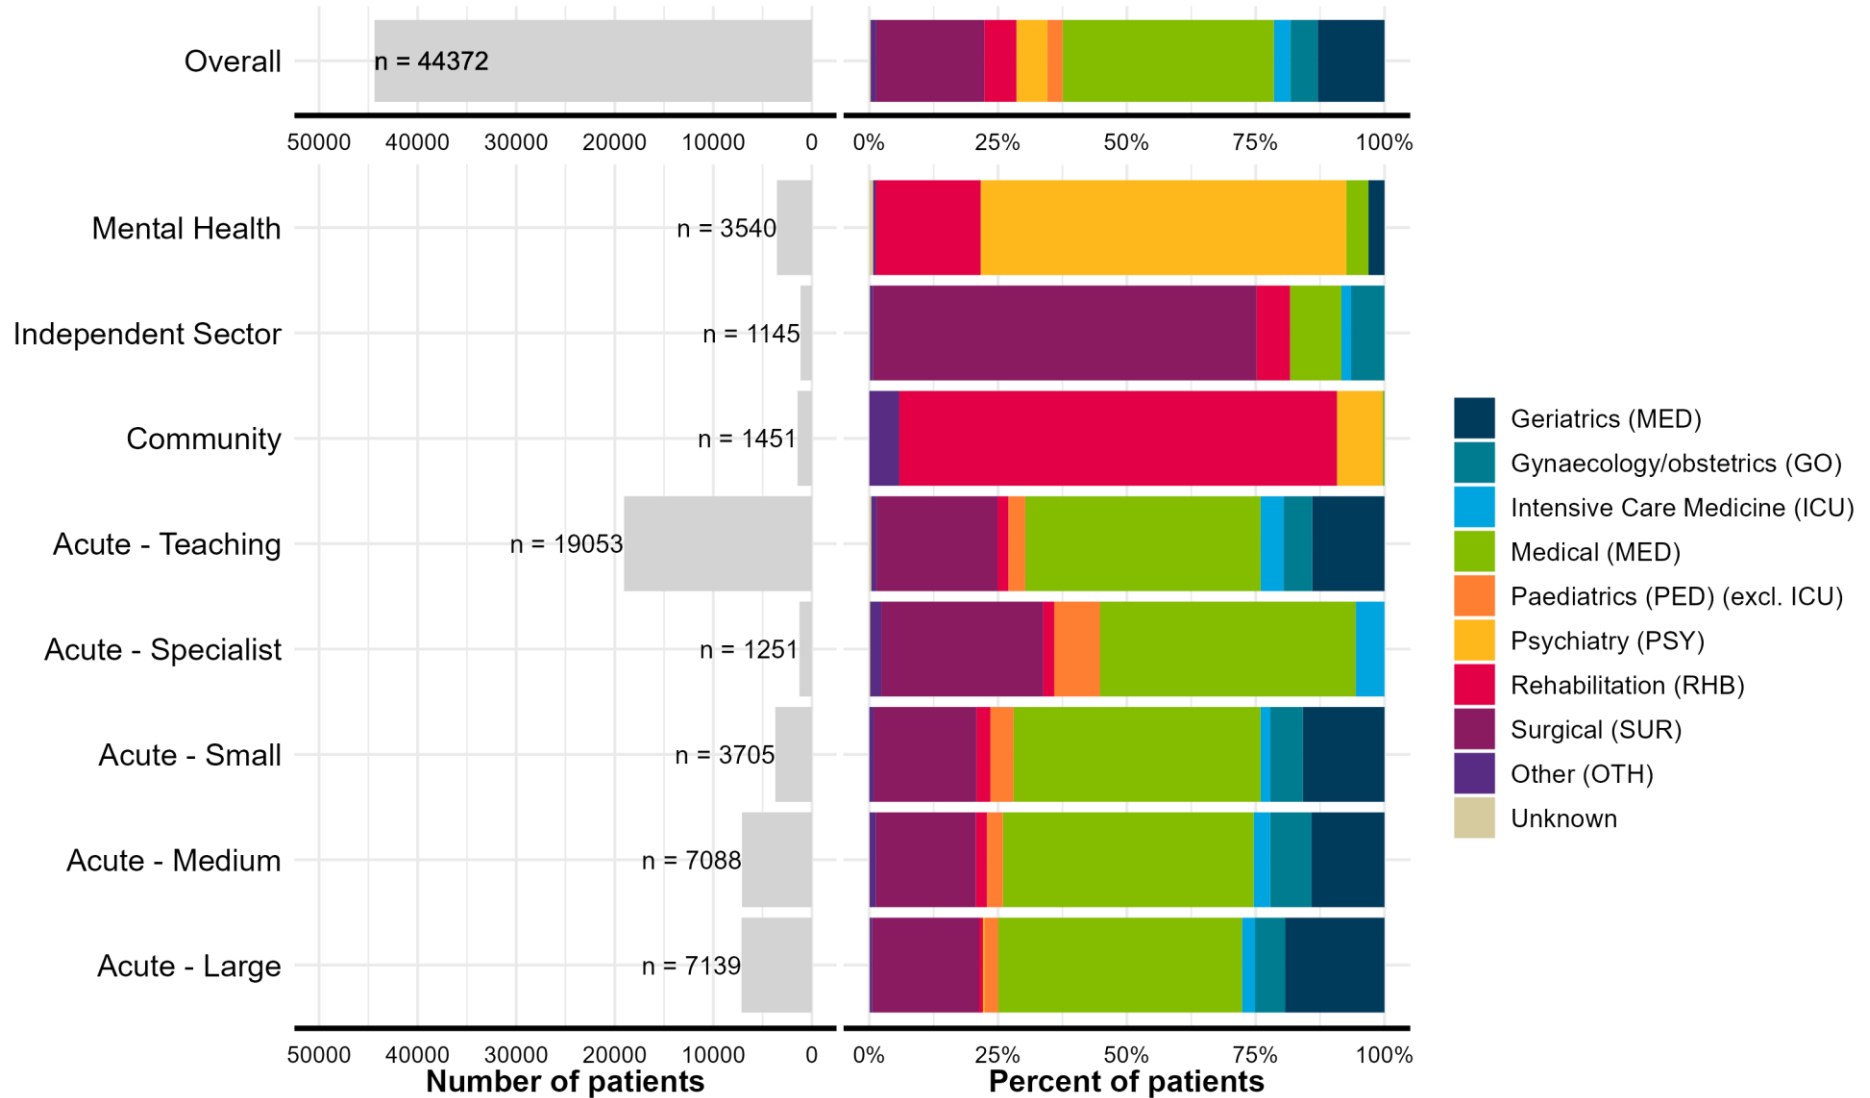 Overall
n = 44372
50000 40000 30000 20000 10000 0
0% 25% 50% 75% 100%
Mental Health
n = 3540
Independent Sector
n = 1145
Community
n = 1451
Acute - Teaching
n = 19053
Acute - Specialist
n = 1251
Acute - Small
n = 3705
Acute - Medium
n = 7088
Acute - Large
n = 7139
50000 40000 30000 20000 10000 0
0% 25% 50% 75% 100%
Number of patients
Percent of patients
Geriatrics (MED)
Gynaecology/obstetrics (GO)
Intensive Care Medicine (ICU)
Medical (MED)
Paediatrics (PED) (excl. ICU)
Psychiatry (PSY)
Rehabilitation (RHB)
Surgical (SUR)
Other (OTH)
Unknown